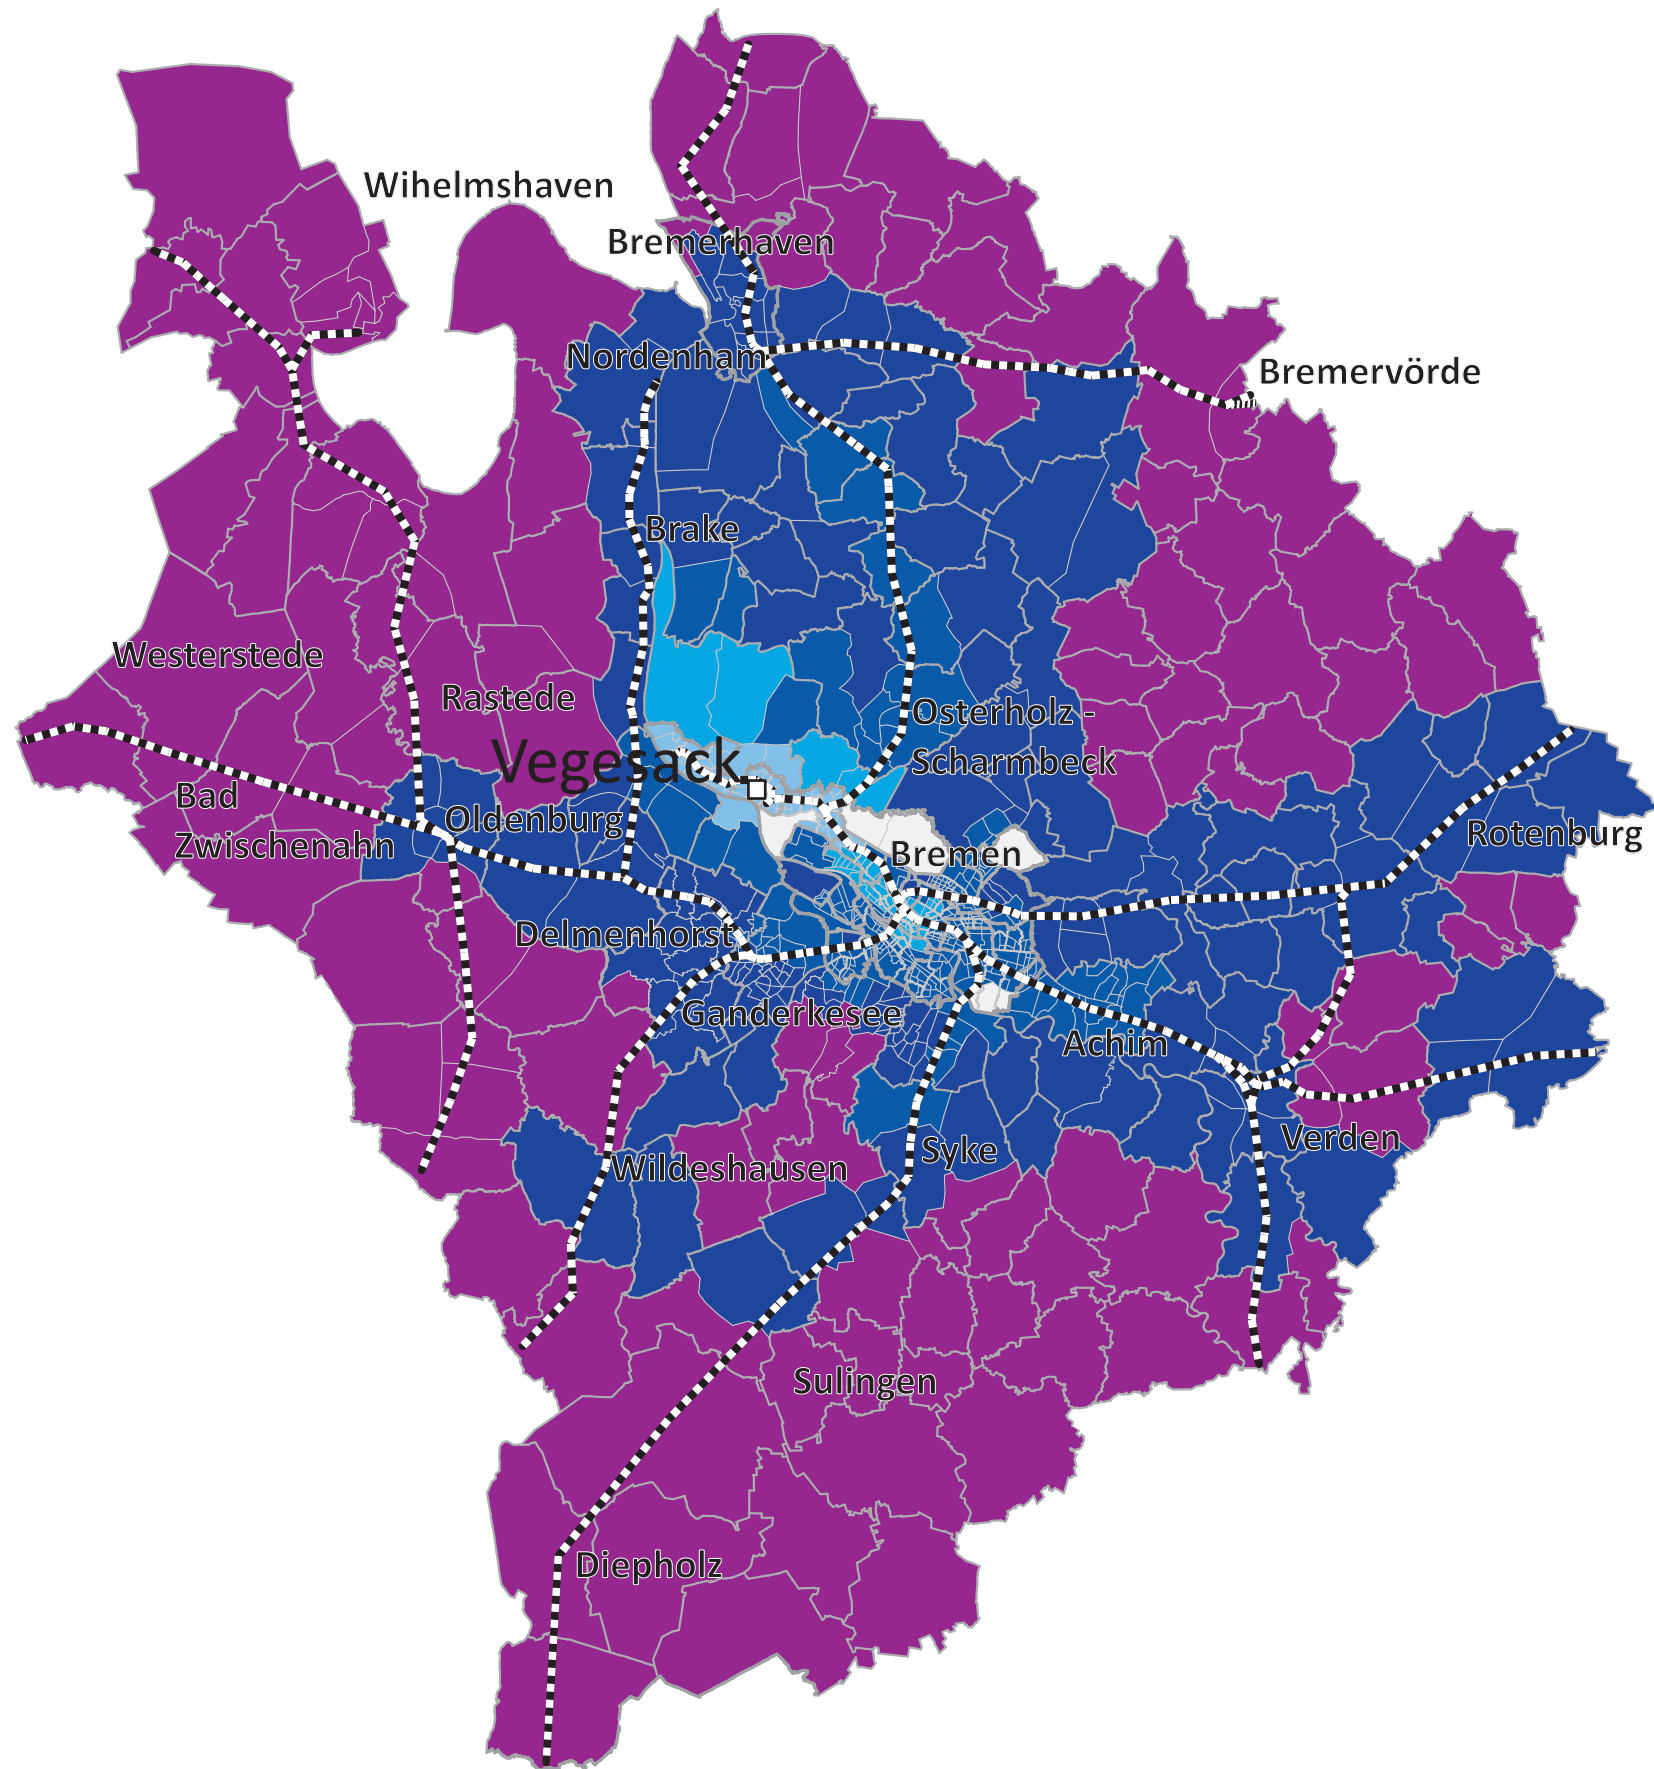 Wihelmshaven
Bremerhaven
Nordenham
Bremervörde
Brake
Westerstede
Rastede
Osterholz -
Scharmbeck
Vegesack
Bad
Zwischenahn
Oldenburg
Bremen
Rotenburg
Delmenhorst
Ganderkesee
Achim
Verden
Syke
Wildeshausen
Sulingen
Diepholz